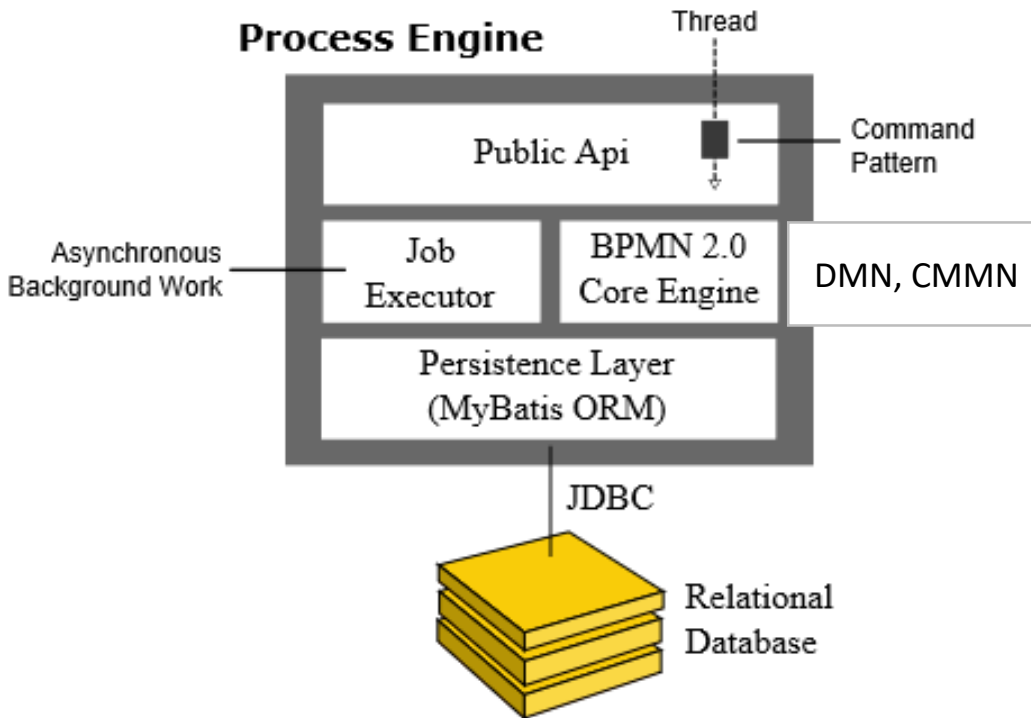 Process Engine
Thread
Public Api
Command
Pattern
Asynchronous
Background Work
Job
Executor
BPMN 2.0
Core Engine
DMN, CMMN
Persistence Layer
(MyBatis ORM)
JDBC
Relational
Database